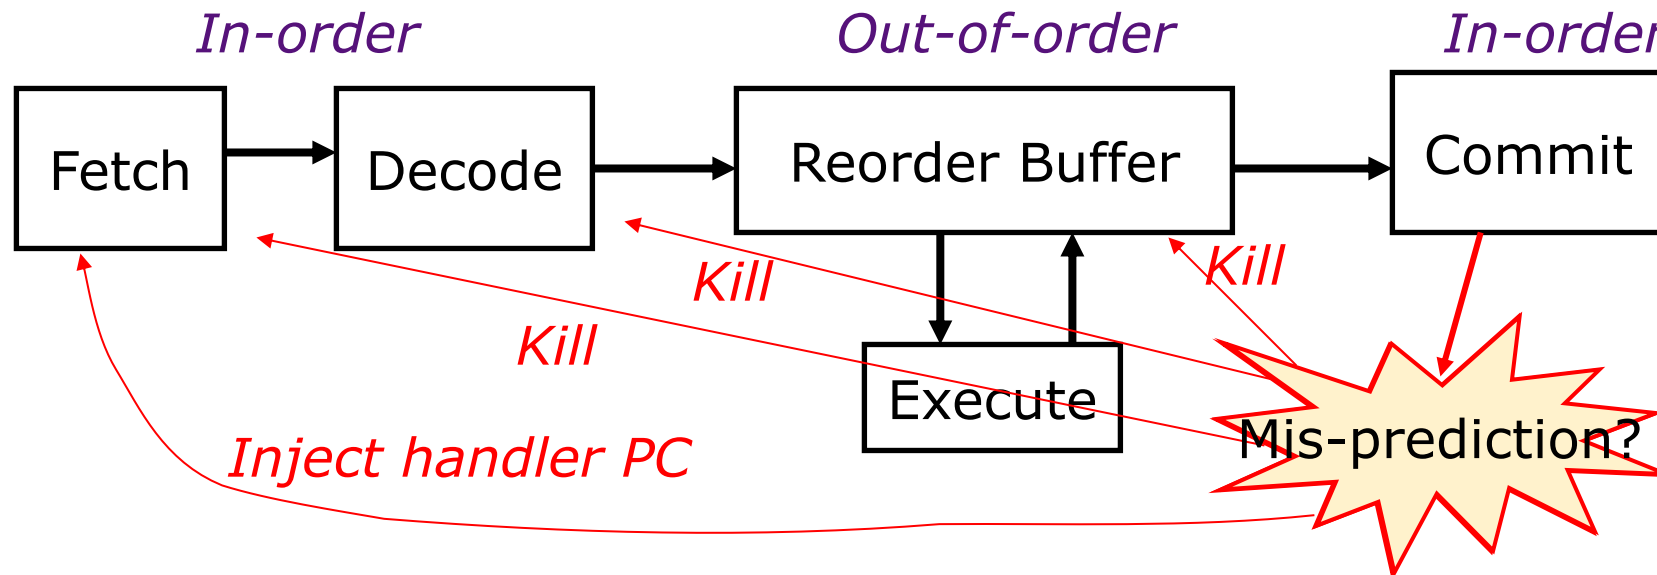 In-order
Out-of-order
In-order
Fetch
Decode
Reorder Buffer
Commit
Kill
Kill
Kill
Execute
Mis-prediction?
Inject handler PC